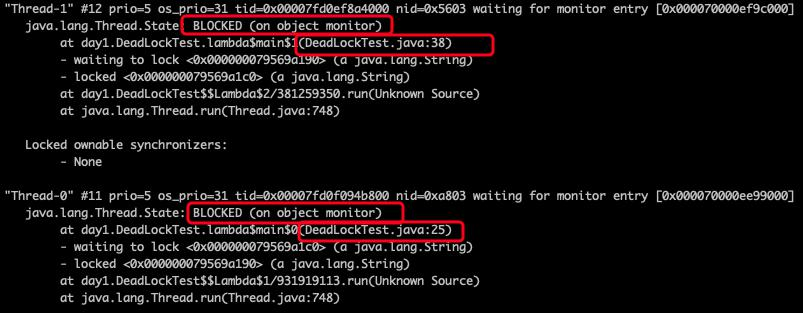 "Thread-1" #12 prio=5 os_prio=31 tid=0x00007fd0ef8a4000 nid=0x5603 waiting for monitor entry [0x000070000ef9c000]
java.lang.Thread.State: BLOCKED (on object monitor)
at day1.DeadLockTest.lambda$main$1(DeadLockTest.java:38)
- waiting to lock <0x000000079569a190> (a java.lang.String)
- locked <0x000000079569a1c0> (a java.lang.String)
at day1.DeadLockTest$$Lambda$2/381259350.run(Unknown Source)
at java.lang.Thread.run(Thread.java:748)
Locked ownable synchronizers:
- None
"Thread-0" #11 prio=5 os_prio=31 tid=0x00007fd0f094b800 nid=0xa803 waiting for monitor entry [0x000070000ee99000]
java.lang.Thread.State: BLOCKED (on object monitor)
at day1.DeadLockTest.lambda$main$0(DeadLockTest.java:25)
- waiting to lock <0x000000079569a1c0> (a java.lang.String)
- locked <0x000000079569a190> (a java.lang.String)
at day1.DeadLockTest$$Lambda$1/931919113.run(Unknown Source)
at java.lang.Thread.run(Thread.java:748)